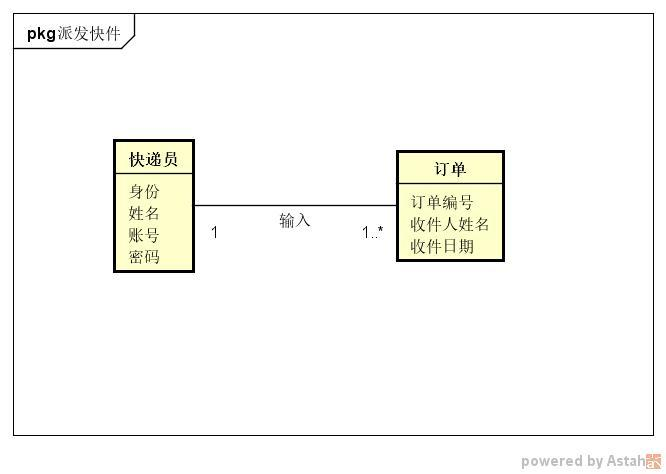 pkg派发快件
快递员
身份
姓名
账号
密码
输入
1
1..*
订单
订单编号
收件人姓名
收件日期
powered by Astah